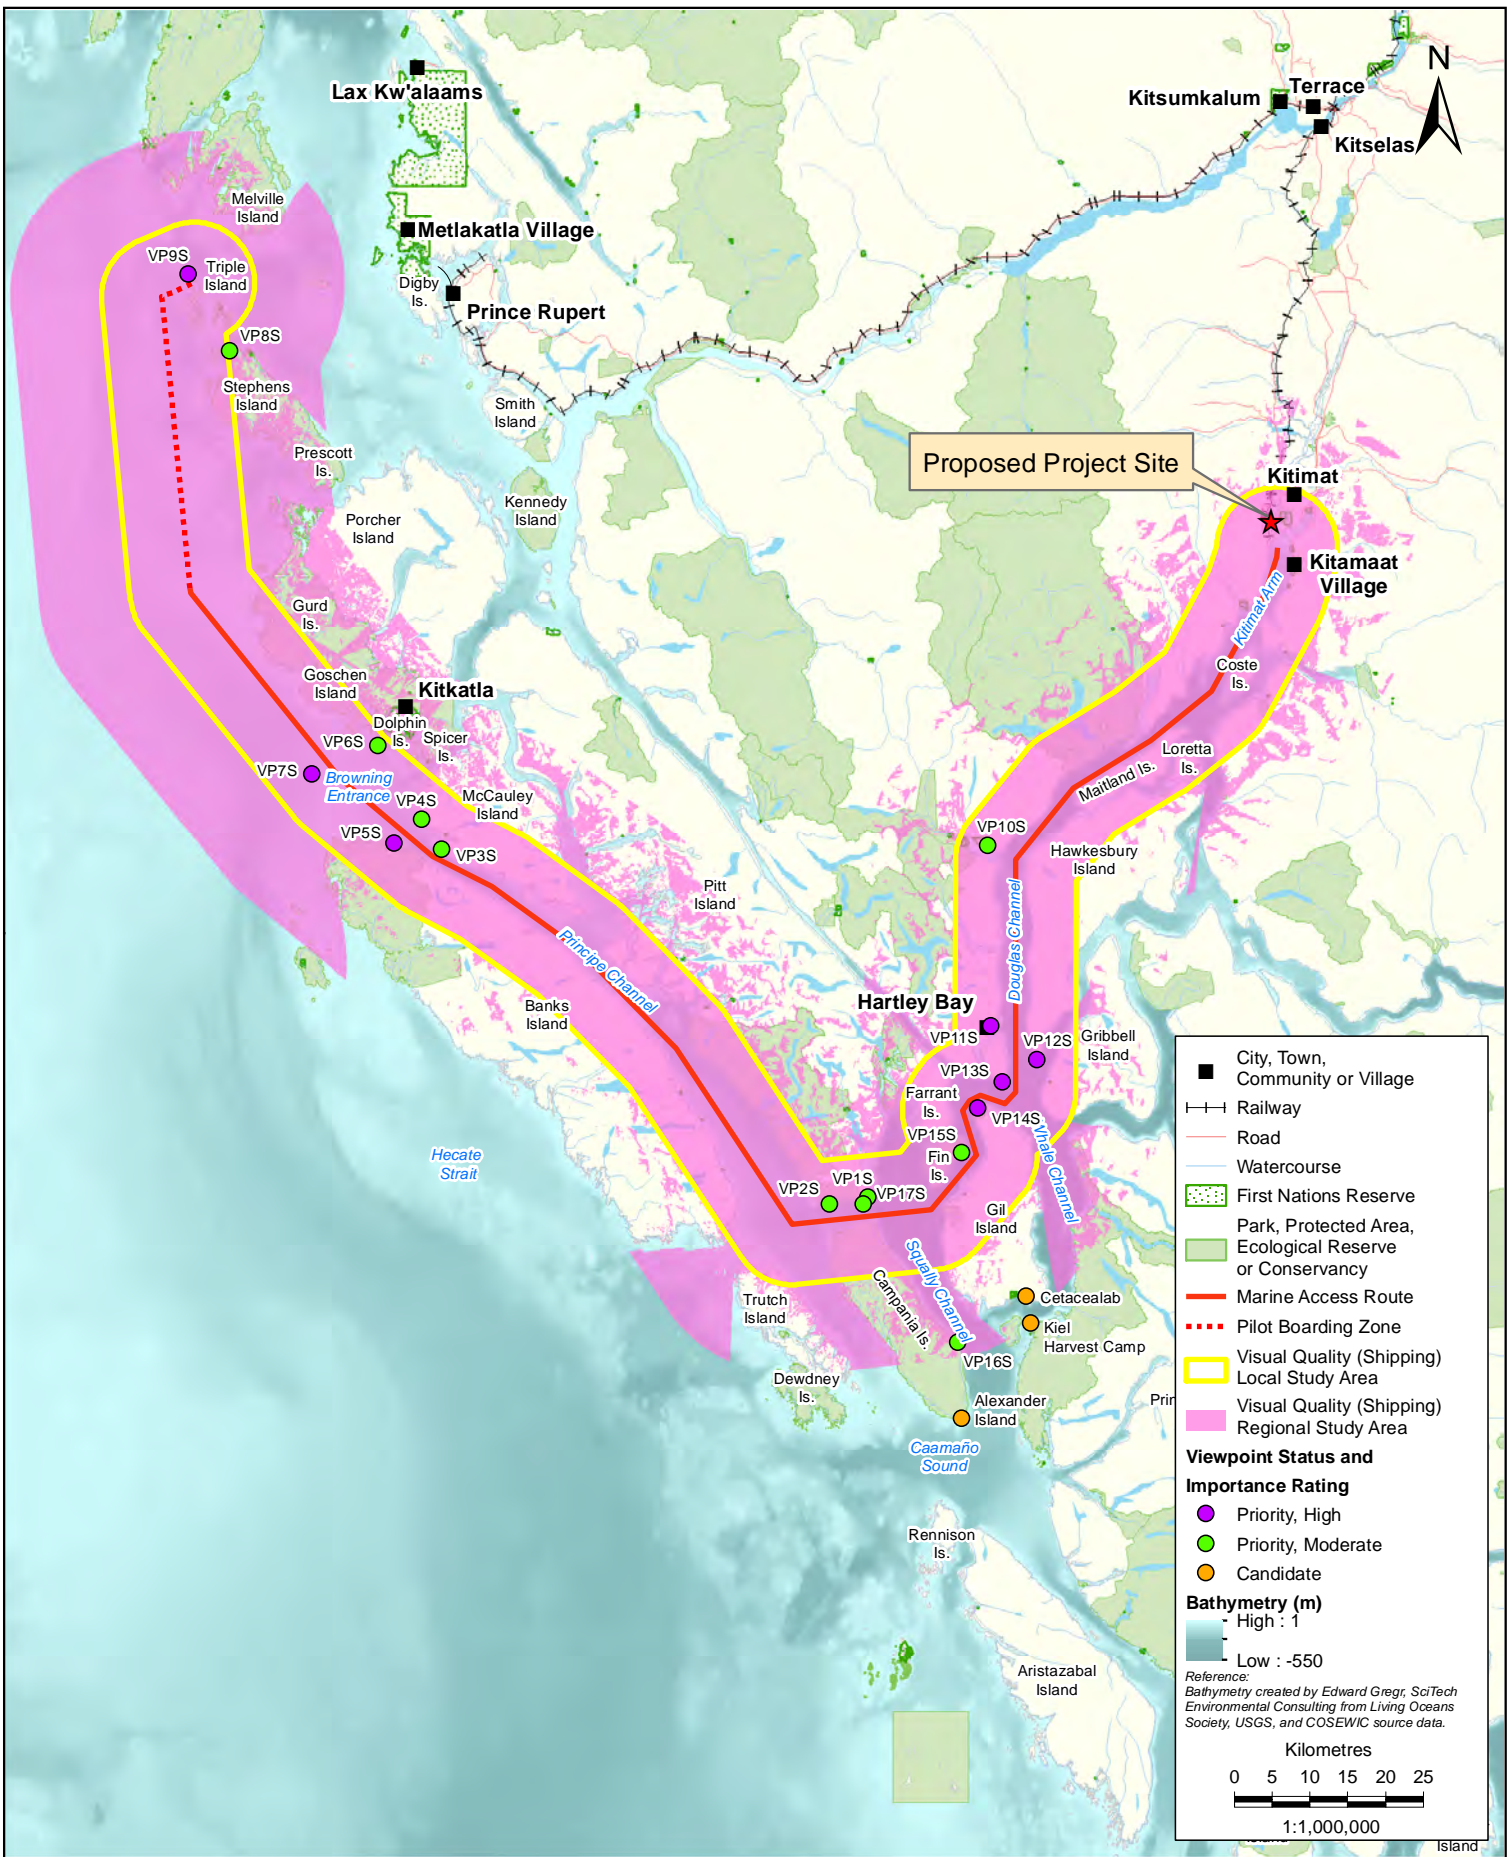 N
Lax Kw'alaams
Kitsumkalum
Terrace
Kitselas
Melville
Island
Metlakatla Village
VP9S
Triple
Island
Digby
Is.
Prince Rupert
VP8S
Stephens
Island
Smith
Island
Prescott
Is.
Proposed Project Site
Kitimat
Kennedy
Island
Porcher
Island
Kitamaat
Village
Kitimat Arm
Gurd
Is.
Goschen
Island
Kitkatla
Coste
Is.
Dolphin
Is.
Spicer
Is.
VP6S
VP7S
Browning
Entrance
Loretta
Is.
Maitland Is.
McCauley
Island
VP4S
VP5S
VP3S
VP10S
Hawkesbury
Island
Pitt
Island
Douglas Channel
Principe Channel
Banks
Island
Hartley Bay
VP11S
VP12S
Gribbell
Island
VP13S
Farrant
Is.
VP14S
VP15S
Fin
Is.
Whale Channel
Hecate
Strait
VP2S
VP1S
VP17S
Gil
Island
Squally Channel
Campania Is.
Trutch
Island
Cetacealab
Kiel
Harvest Camp
VP16S
Dewdney
Is.
Alexander
Island
Prin
Caamaño
Sound
Rennison
Is.
Aristazabal
Island
City, Town,
Community or Village
Railway
Road
Watercourse
First Nations Reserve
Park, Protected Area,
Ecological Reserve
or Conservancy
Marine Access Route
Pilot Boarding Zone
Visual Quality (Shipping)
Local Study Area
Visual Quality (Shipping)
Regional Study Area
Viewpoint Status and
Importance Rating
Priority, High
Priority, Moderate
Candidate
Bathymetry (m)
High : 1
Low : -550
Reference:
Bathymetry created by Edward Gregr, SciTech
Environmental Consulting from Living Oceans
Society, USGS, and COSEWIC source data.
Kilometres
0 5 10 15 20 25
1:1,000,000
Island